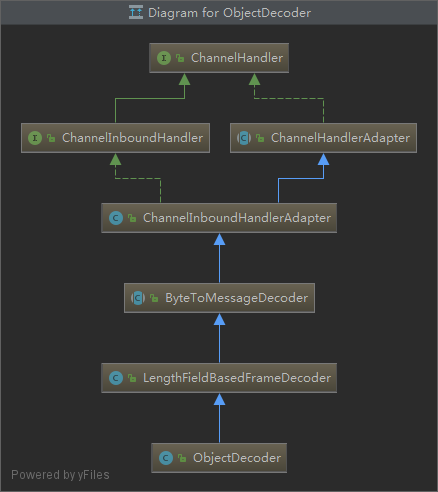 Diagram for ObjectDecoder
I ChannelHandler
I ChannelInboundHandler
C ChannelHandlerAdapter
C ChannelInboundHandlerAdapter
C ByteToMessageDecoder
C LengthFieldBasedFrameDecoder
C ObjectDecoder
Powered by yFiles